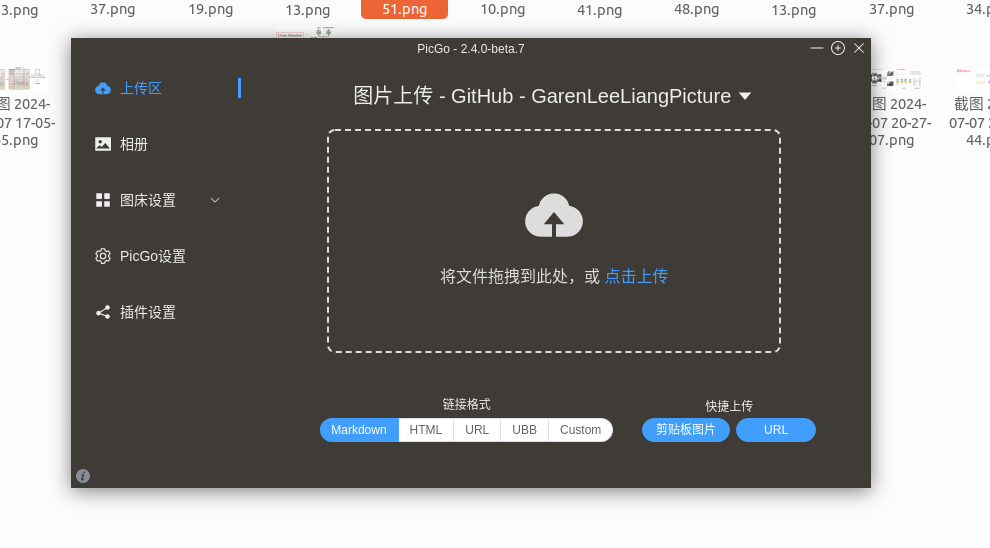 3.png 37.png 19.png 13.png 51.png 10.png 41.png 48.png 13.png 37.png 34.p
PicGo - 2.4.0-beta.7
上传区
相册
图床设置
PicGo设置
插件设置
图片上传 - GitHub - GarenLeeLiangPicture
将文件拖拽到此处，或 点击上传
链接格式
Markdown HTML URL UBB Custom
快捷上传
剪贴板图片 URL
图 2024-
07 17-05-
5.png
图 2024-
-07 20-27-
07.png
截图 2
07-07 2
44.p